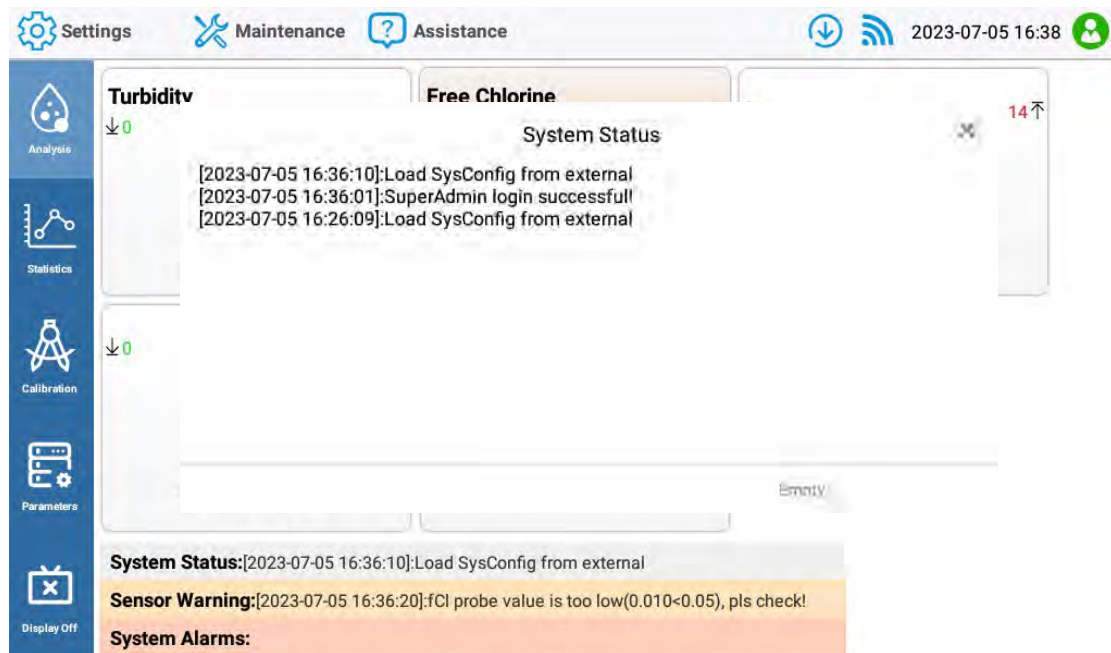 Settings
Maintenance
Assistance
2023-07-05 16:38
Analysis
Statistics
Calibration
Parameters
Display Off
Turbidity
0
Free Chlorine
14
System Status
[2023-07-05 16:36:10]:Load SysConfig from external
[2023-07-05 16:36:01]:SuperAdmin login successful!
[2023-07-05 16:26:09]:Load SysConfig from external
0
Empty
System Status:[2023-07-05 16:36:10]:Load SysConfig from external
Sensor Warning:[2023-07-05 16:36:20]:fCl probe value is too low(0.010<0.05), pls check!
System Alarms: